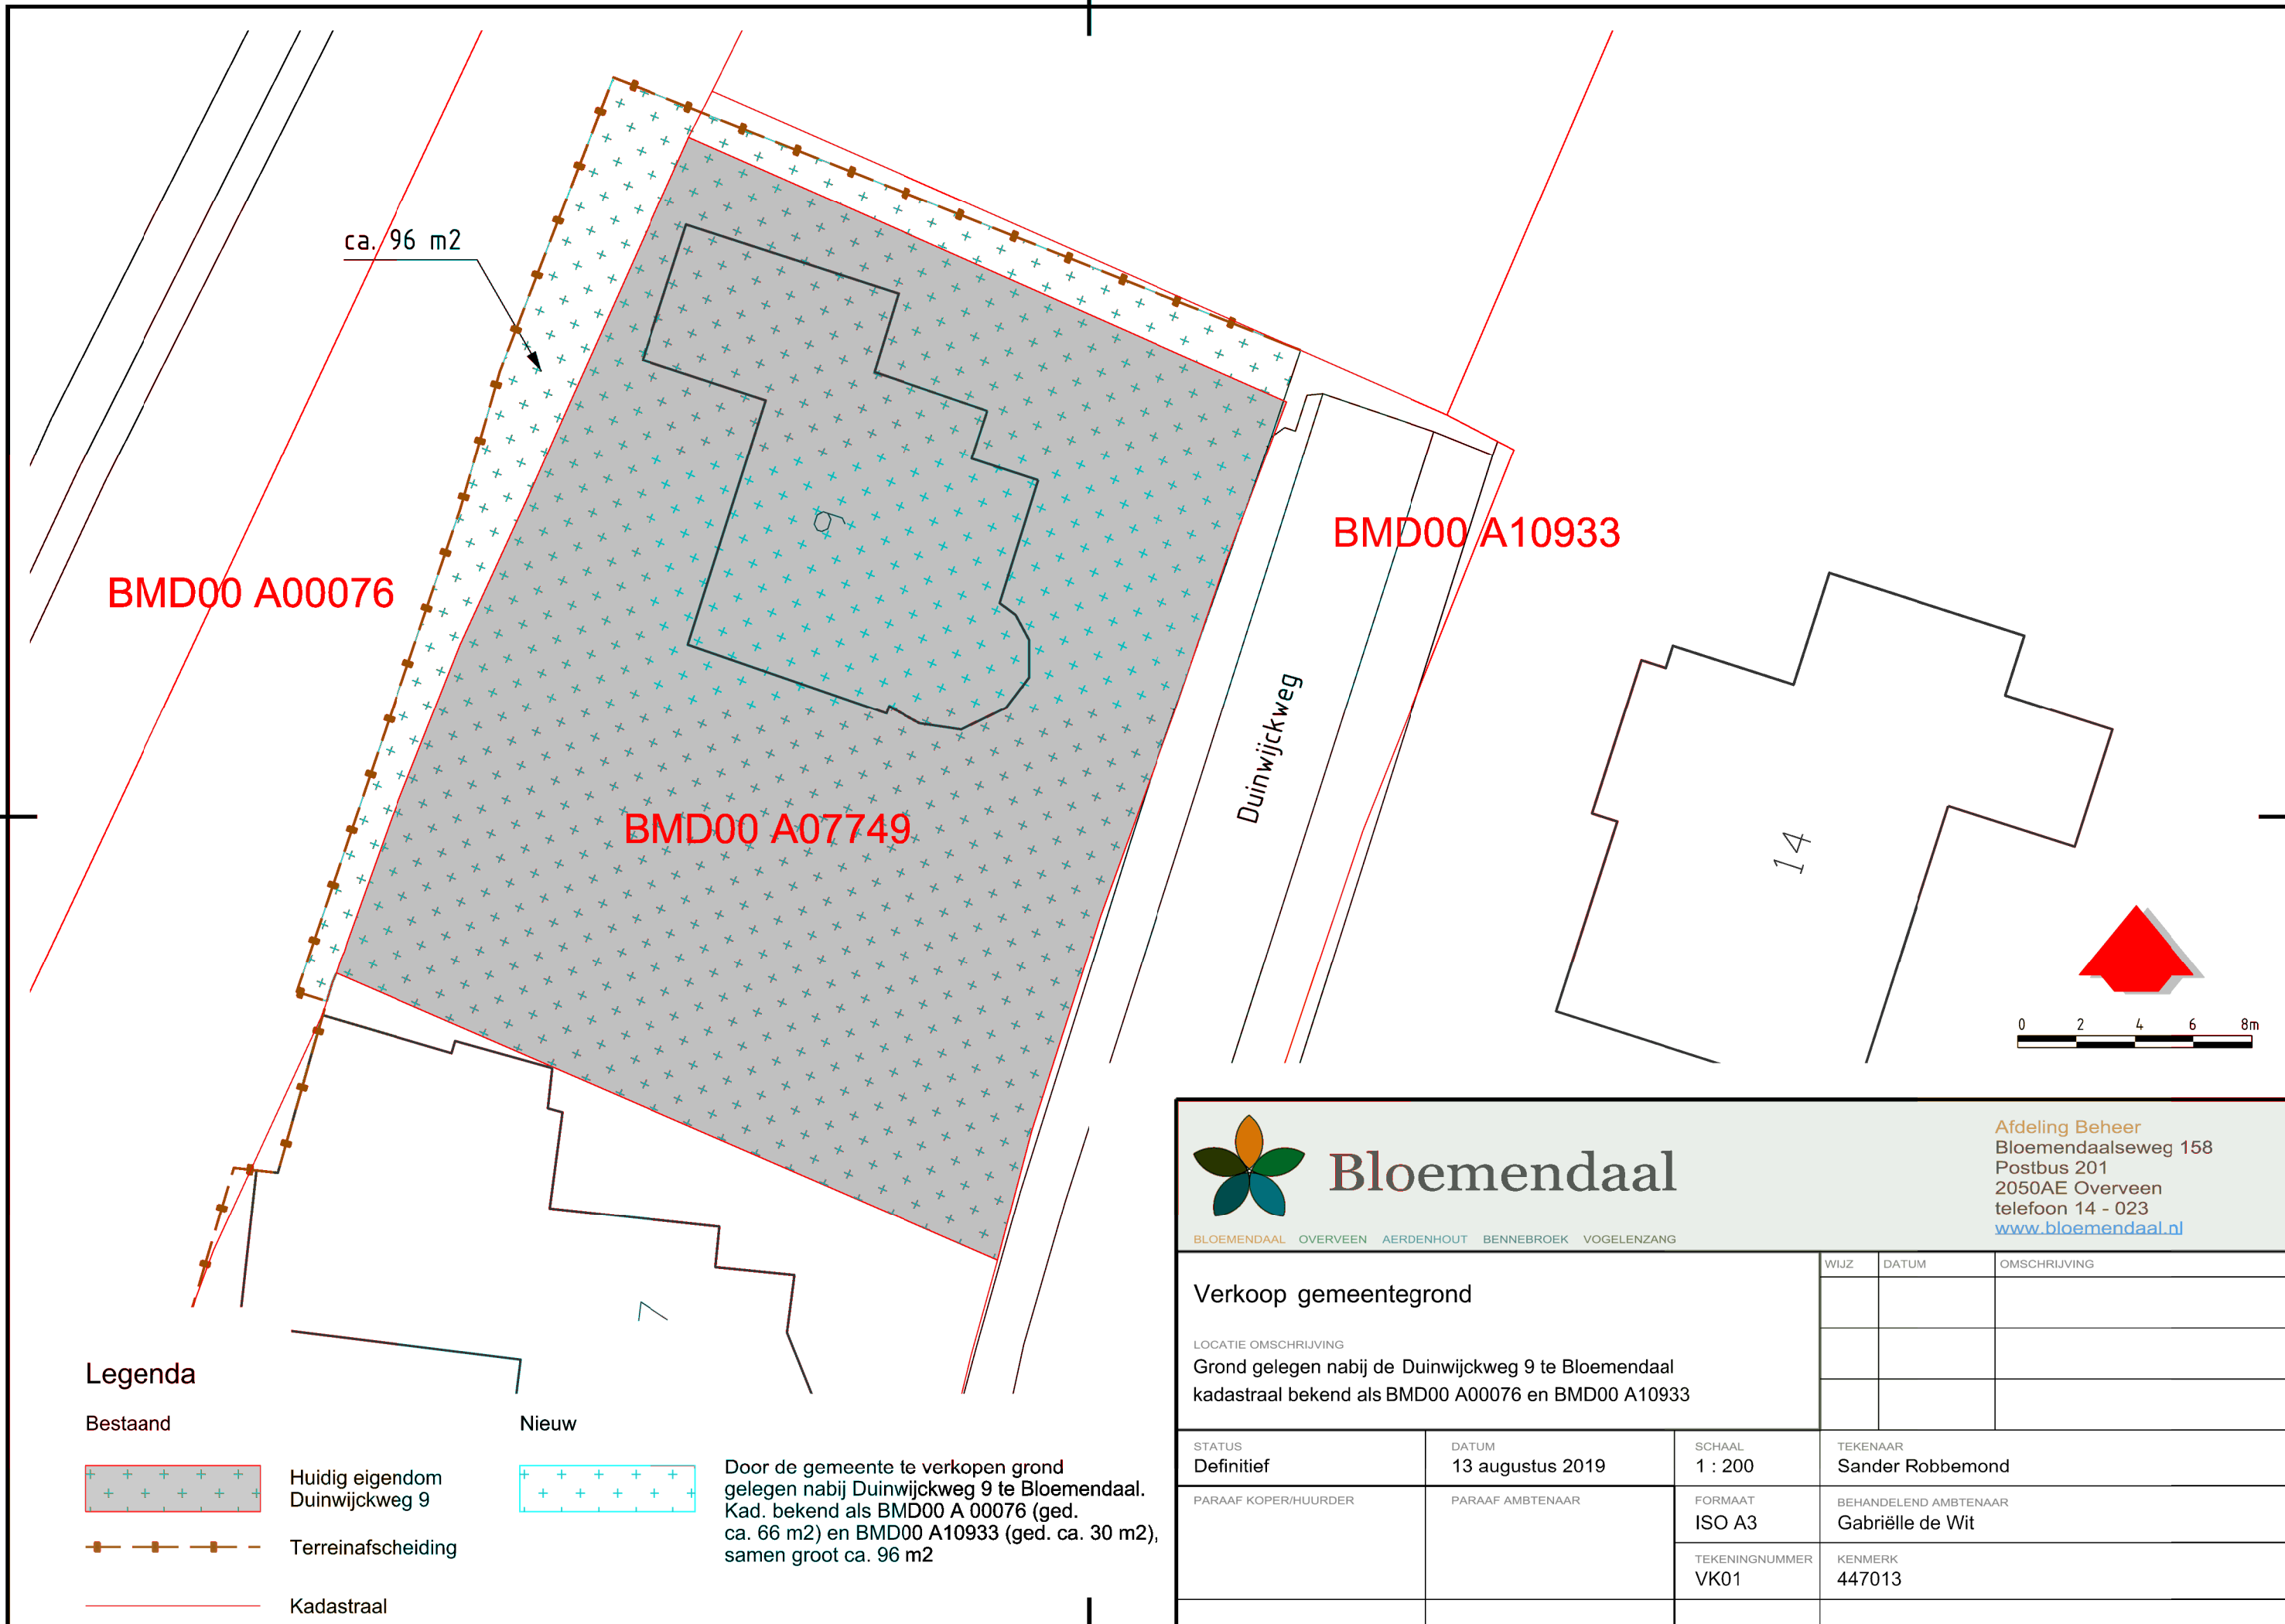 ca. 96 m2
BMD00 A00076
9
BMD00 A10933
BMD00 A07749
Duinwijckweg
14
7
0 2 4 6 8m
Legenda
Bestaand
Huidig eigendom
Duinwijckweg 9
Terreinafscheiding
Kadastraal
Nieuw
Door de gemeente te verkopen grond
gelegen nabij Duinwijckweg 9 te Bloemendaal.
Kad. bekend als BMD00 A 00076 (ged.
ca. 66 m2) en BMD00 A10933 (ged. ca. 30 m2),
samen groot ca. 96 m2
Bloemendaal
BLOEMENDAAL OVERVEEN AERDENHOUT BENNEBROEK VOGELENZANG
Afdeling Beheer
Bloemendaalseweg 158
Postbus 201
2050AE Overveen
telefoon 14 - 023
www.bloemendaal.nl
Verkoop gemeentegrond
LOCATIE OMSCHRIJVING
Grond gelegen nabij de Duinwijckweg 9 te Bloemendaal
kadastraal bekend als BMD00 A00076 en BMD00 A10933
WIJZ DATUM OMSCHRIJVING
STATUS
Definitief
DATUM
13 augustus 2019
SCHAAL
1 : 200
TEKENAAR
Sander Robbemond
PARAAF KOPER/HUURDER
PARAAF AMBTENAAR
FORMAAT
ISO A3
BEHANDELEND AMBTENAAR
Gabriëlle de Wit
TEKENINGNUMMER
VK01
KENMERK
447013